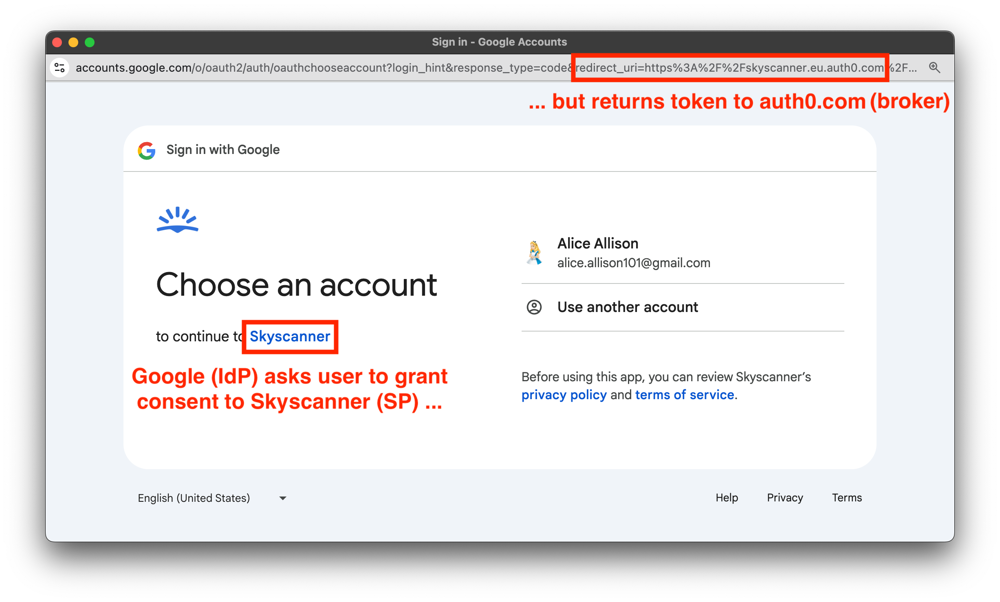 Sign in - Google Accounts
accounts.google.com/o/oauth2/auth/oauthchooseaccount?login_hint&response_type=code&redirect_uri=https%3A%2F%2Fskyscanner.eu.auth0.com%2F...
... but returns token to auth0.com (broker)
Sign in with Google
Choose an account
to continue to Skyscanner
Google (IdP) asks user to grant
consent to Skyscanner (SP) ...
Alice Allison
alice.allison101@gmail.com
Use another account
Before using this app, you can review Skyscanner’s
privacy policy and terms of service.
English (United States)
Help Privacy Terms